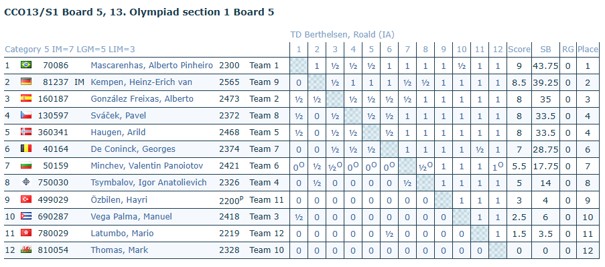 CCO13/S1 Board 5, 13. Olympiad section 1 Board 5
TD Berthelsen, Roald (IA)
Category 5 IM=7 LGM=5 LIM=3 1 2 3 4 5 6 7 8 9 10 11 12 Score SB RG Place
1 70086 Mascarenhas, Alberto Pinheiro 2300 Team 1 1 ½ ½ ½ 1 1 1 1 ½ 1 1 9 43.75 0 1
2 81237 IM Kempen, Heinz-Erich van 2565 Team 9 0 ½ 1 1 1 ½ ½ 1 1 1 1 8.5 39.25 0 2
3 160187 González Freixas, Alberto 2473 Team 2 ½ ½ ½ ½ ½ ½ 1 1 1 1 1 8 35 0 3
4 130597 Sváček, Pavel 2372 Team 8 ½ 0 ½ ½ ½ 1 1 1 1 1 1 8 33.5 0 4
5 360341 Haugen, Arild 2468 Team 5 ½ 0 ½ ½ ½ 1 1 1 1 1 1 8 33.5 0 4
6 40164 De Coninck, Georges 2374 Team 7 0 0 ½ ½ ½ 1 1 1 1 ½ 1 7 28.75 0 6
7 50159 Minchev, Valentin Panoiotov 2421 Team 6 0O ½ ½O 0O 0O 0O ½O 1 1 1 1O 5.5 17.75 0 7
8 750030 Tsymbalov, Igor Anatolievich 2326 Team 4 0 ½ 0 0 0 0 ½ 1 1 1 1 5 14 0 8
9 499029 Özbilen, Hayri 2200P Team 11 0 0 0 0 0 0 0 0 1 1 1 3 4 0 9
10 690287 Vega Palma, Manuel 2418 Team 3 ½ 0 0 0 0 0 0 0 0 1 1 2.5 6 0 10
11 780029 Latumbo, Mario 2219 Team 12 0 0 0 0 0 ½ 0 0 0 0 1 1.5 3.5 0 11
12 810054 Thomas, Mark 2328 Team 10 0 0 0 0 0 0 0 0 0 0 0 0 0 0 12